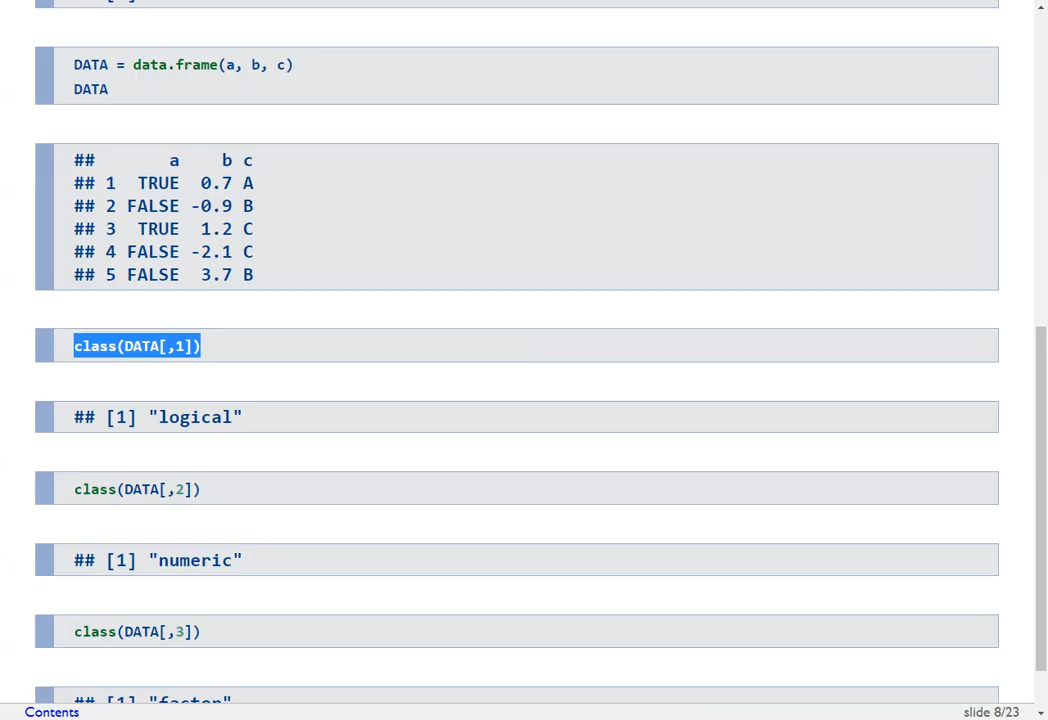 DATA = data.frame(a, b, c)
DATA
##       a    b c
## 1  TRUE  0.7 A
## 2 FALSE -0.9 B
## 3  TRUE  1.2 C
## 4 FALSE -2.1 C
## 5 FALSE  3.7 B
class(DATA[,1])
## [1] "logical"
class(DATA[,2])
## [1] "numeric"
class(DATA[,3])
## [1] "factor"
Contents
slide 8/23